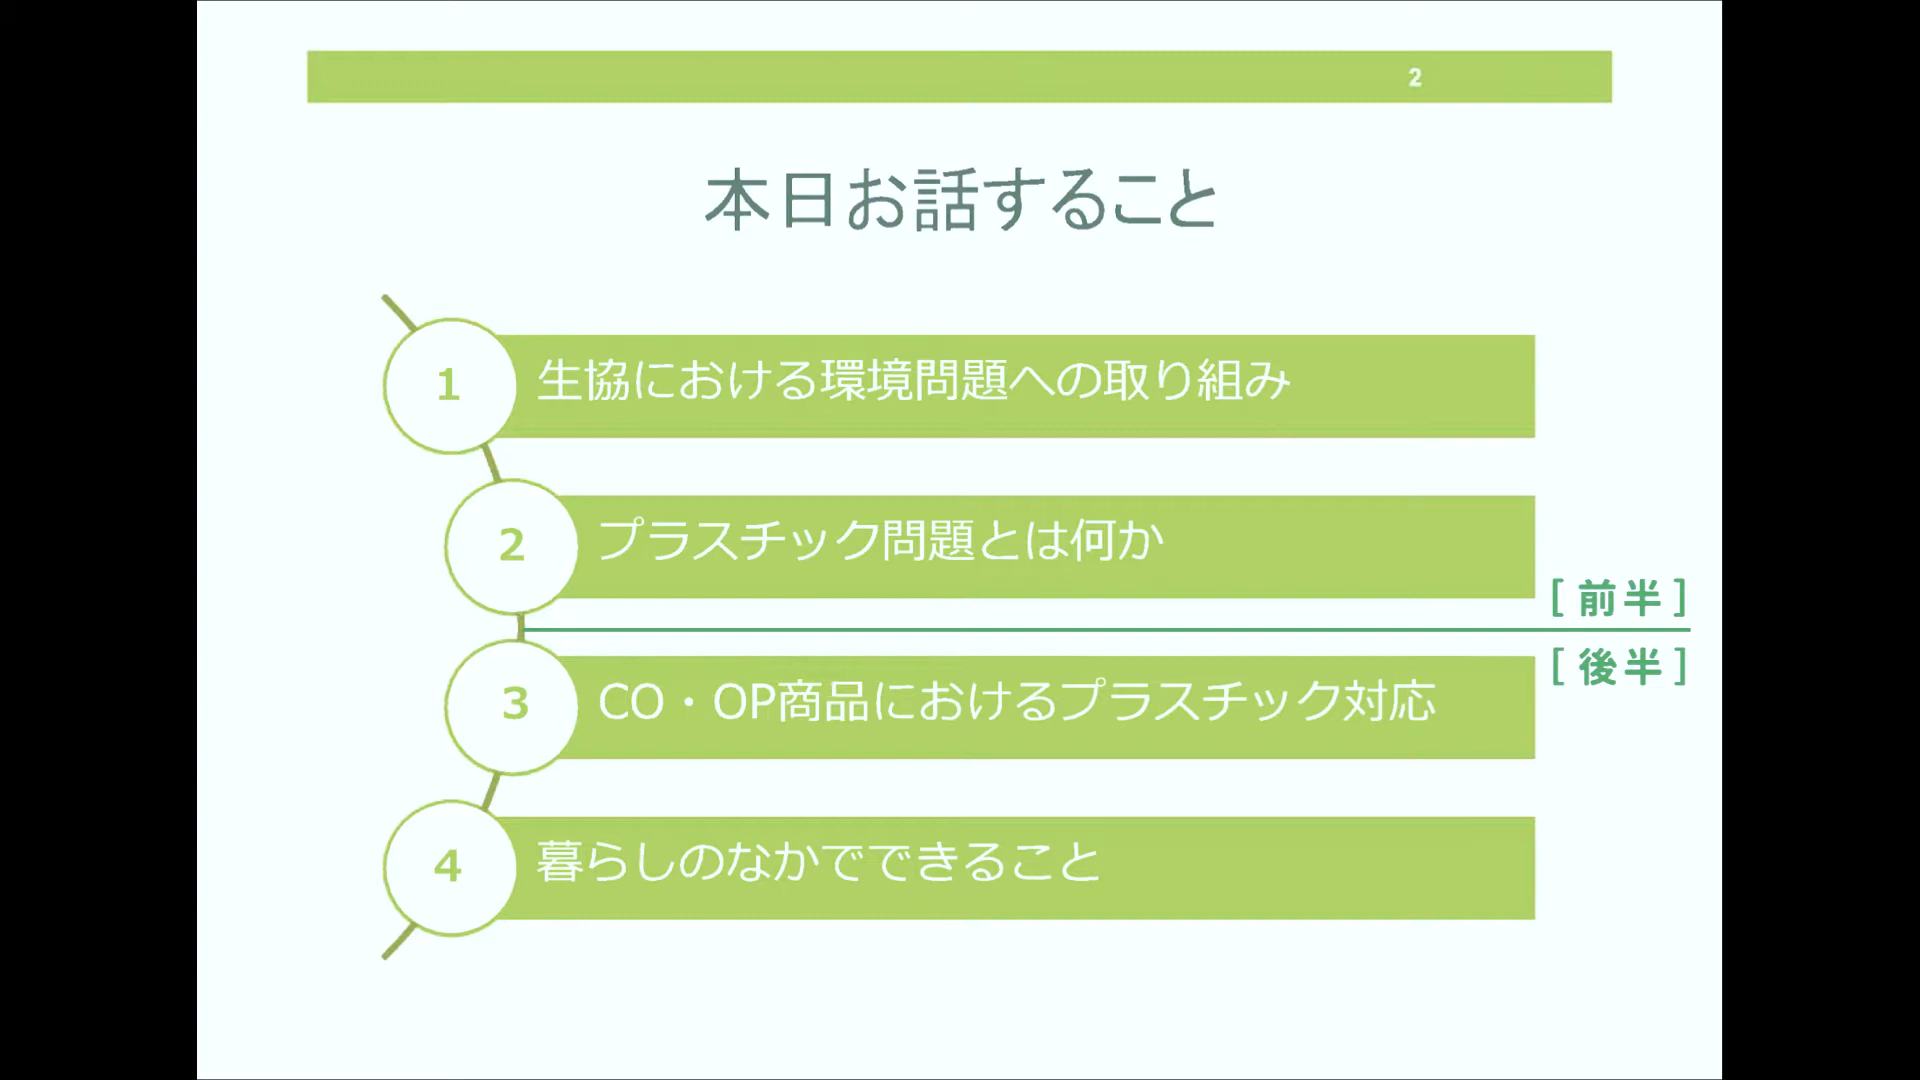 2
本日お話すること
1 生協における環境問題への取り組み
2 プラスチック問題とは何か
[ 前半 ]
[ 後半 ]
3 CO・OP商品におけるプラスチック対応
4 暮らしのなかでできること